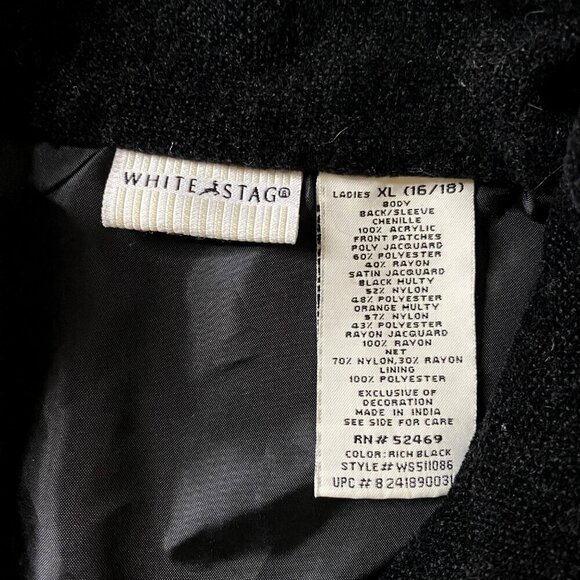 WHITE STAG®
LADIES XL (16/18)
BODY
BACK/SLEEVE
CHENILLE
100% ACRYLIC
FRONT PATCHES
POLY JACQUARD
60% POLYESTER
40% RAYON
SATIN JACQUARD
BLACK MULTY
52% NYLON
48% POLYESTER
ORANGE MULTY
57% NYLON
43% POLYESTER
RAYON JACQUARD
100% RAYON
NET
70% NYLON,30% RAYON
LINING
100% POLYESTER
EXCLUSIVE OF
DECORATION
MADE IN INDIA
SEE SIDE FOR CARE
RN# 52469
COLOR: RICH BLACK
STYLE# WS511086
UPC # 8241890031